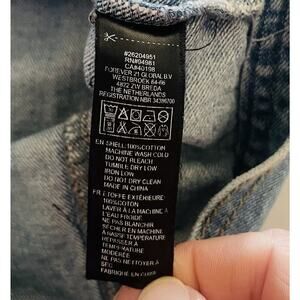 #26204951
RN#04981
CA#40198
FOREVER 21 GLOBAL B.V
WESTBROEK 64-66
4822 ZW BREDA
THE NETHERLANDS
REGISTRATION NBR 34396700
EN:SHELL:100%COTTON
MACHINE WASH COLD
DO NOT BLEACH
TUMBLE DRY LOW
IRON LOW
DO NOT DRY CLEAN
MADE IN CHINA
FR:ETOFFE EXTÉRIEURE:
100%COTON
LAVER À LA MACHINE À
L'EAU FROIDE
NE PAS BLANCHIR
SÉCHER EN MACHINE
À BASSE TEMPÉRATURE
REPASSER À
TEMPÉRATURE
MODÉRÉE
NE PAS NETTOYER À
SEC
FABRIQUÉ EN CHINE